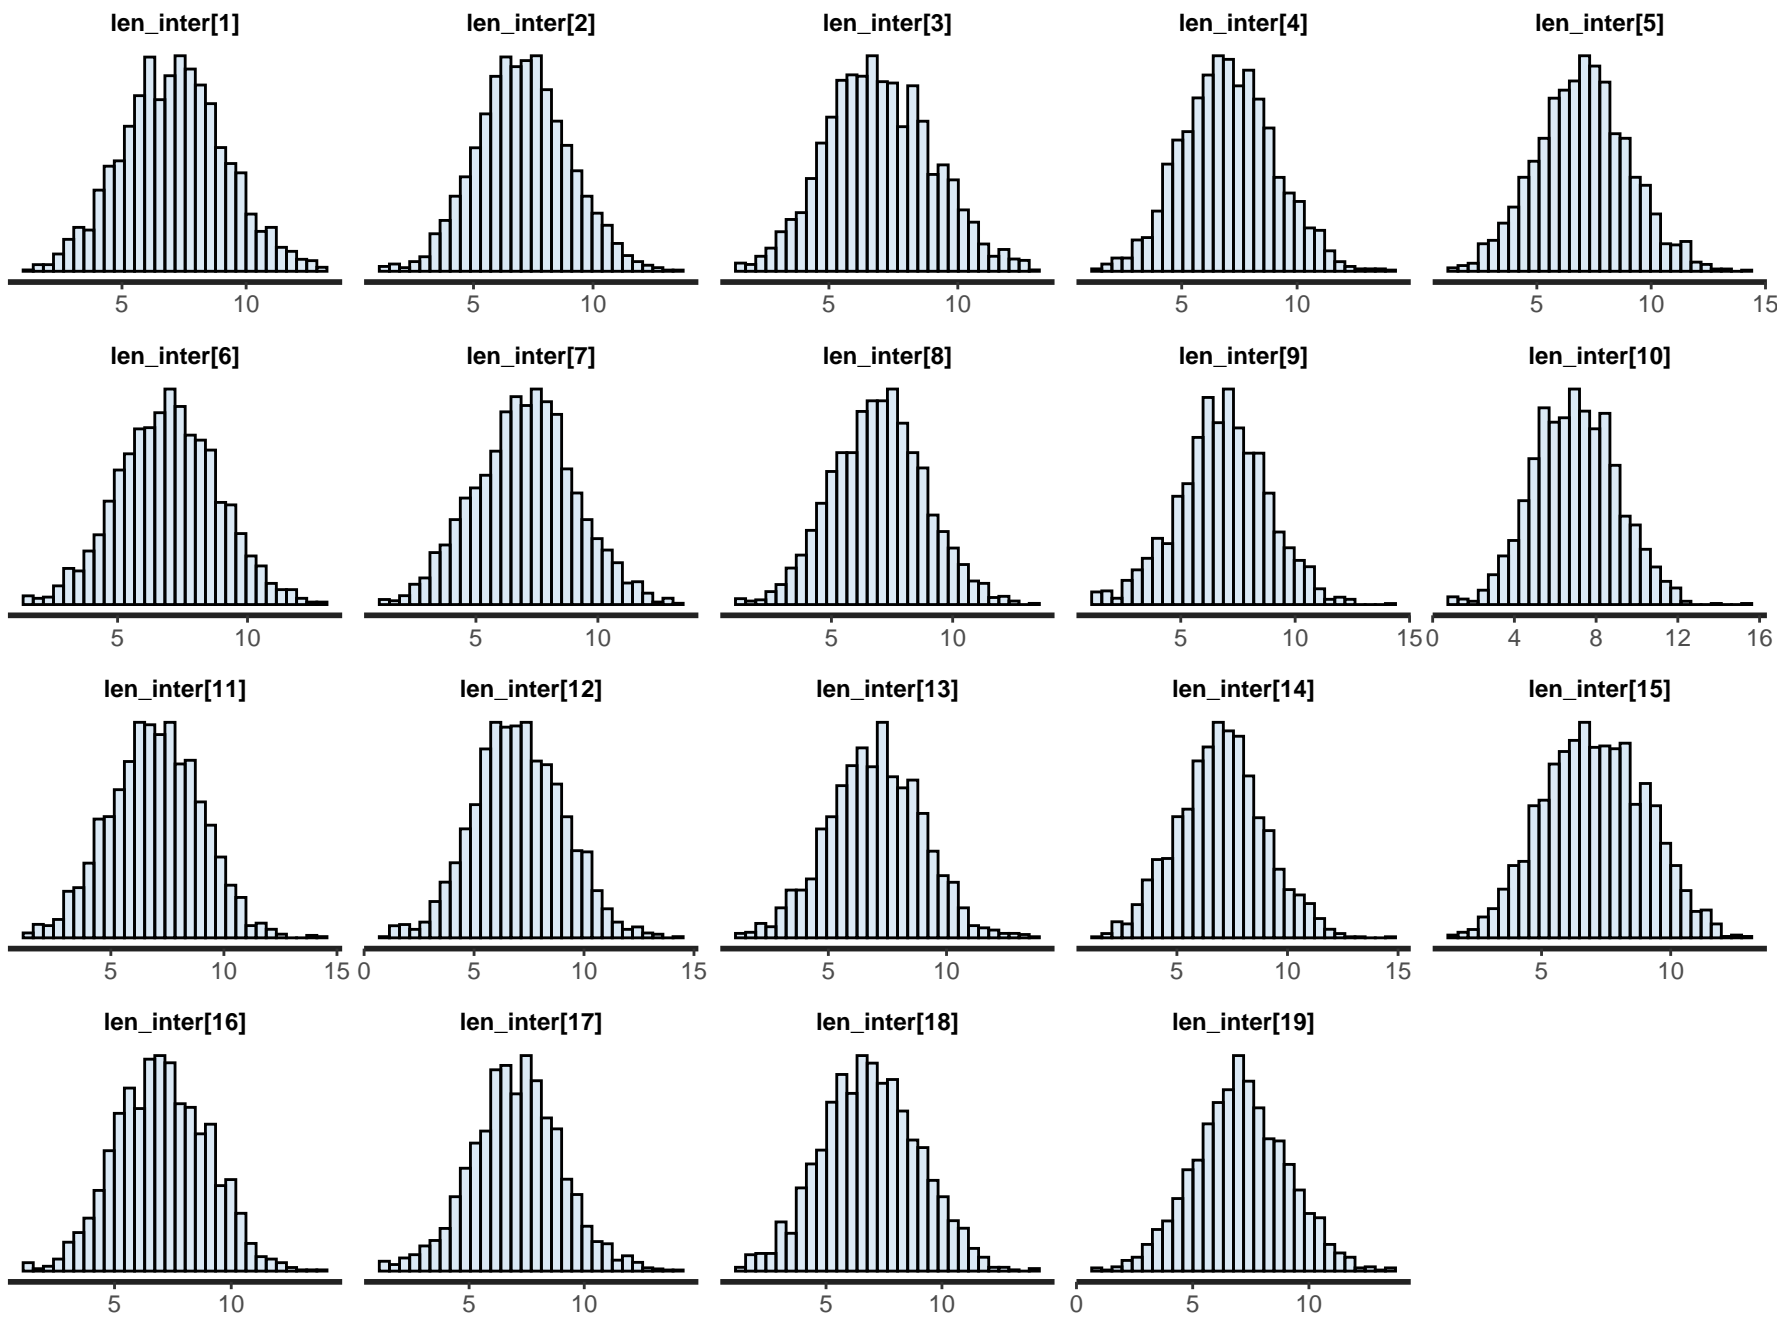 len_inter[1] len_inter[2] len_inter[3] len_inter[4] len_inter[5]
5 10 5 10 5 10 5 10 5 10 15
len_inter[6] len_inter[7] len_inter[8] len_inter[9] len_inter[10]
5 10 5 10 5 10 5 10 15 0 4 8 12 16
len_inter[11] len_inter[12] len_inter[13] len_inter[14] len_inter[15]
5 10 15 0 5 10 15 5 10 5 10 15 5 10
len_inter[16] len_inter[17] len_inter[18] len_inter[19]
5 10 5 10 5 10 0 5 10